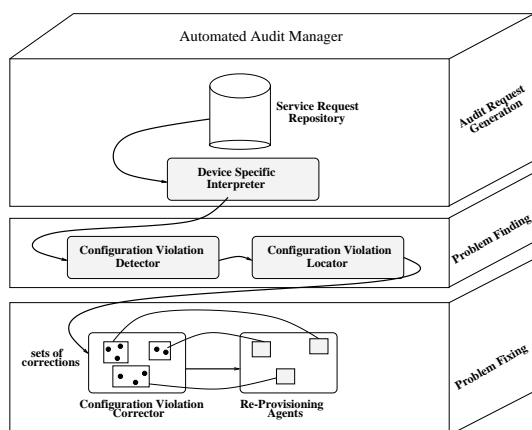 Automated Audit Manager
Service Request
Repository
Audit Request
Generation
Device Specific
Interpreter
Problem Finding
Configuration Violation
Detector
Configuration Violation
Locator
Problem Fixing
sets of
corrections
Configuration Violation
Corrector
Re-Provisioning
Agents